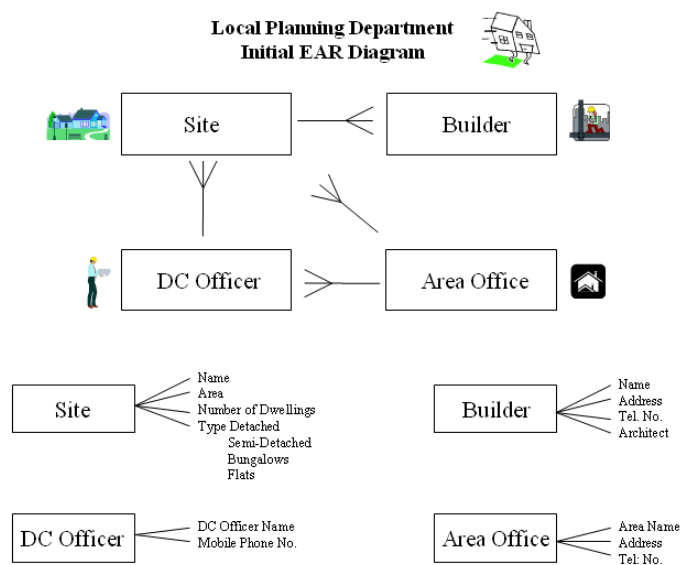 Local Planning Department
Initial EAR Diagram
Site
Builder
DC Officer
Area Office
Site
Name
Area
Number of Dwellings
Type Detached
Semi-Detached
Bungalows
Flats
Builder
Name
Address
Tel. No.
Architect
DC Officer
DC Officer Name
Mobile Phone No.
Area Office
Area Name
Address
Tel: No.